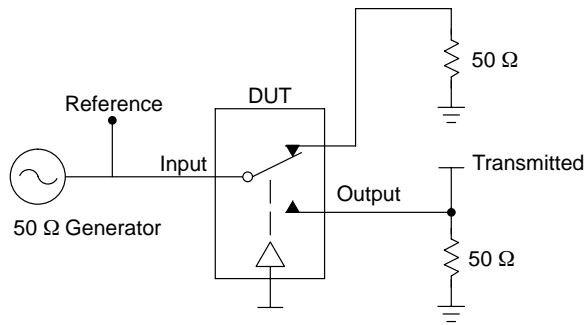 DUT
50 Ω
Reference
Input
Transmitted
Output
50 Ω Generator
50 Ω